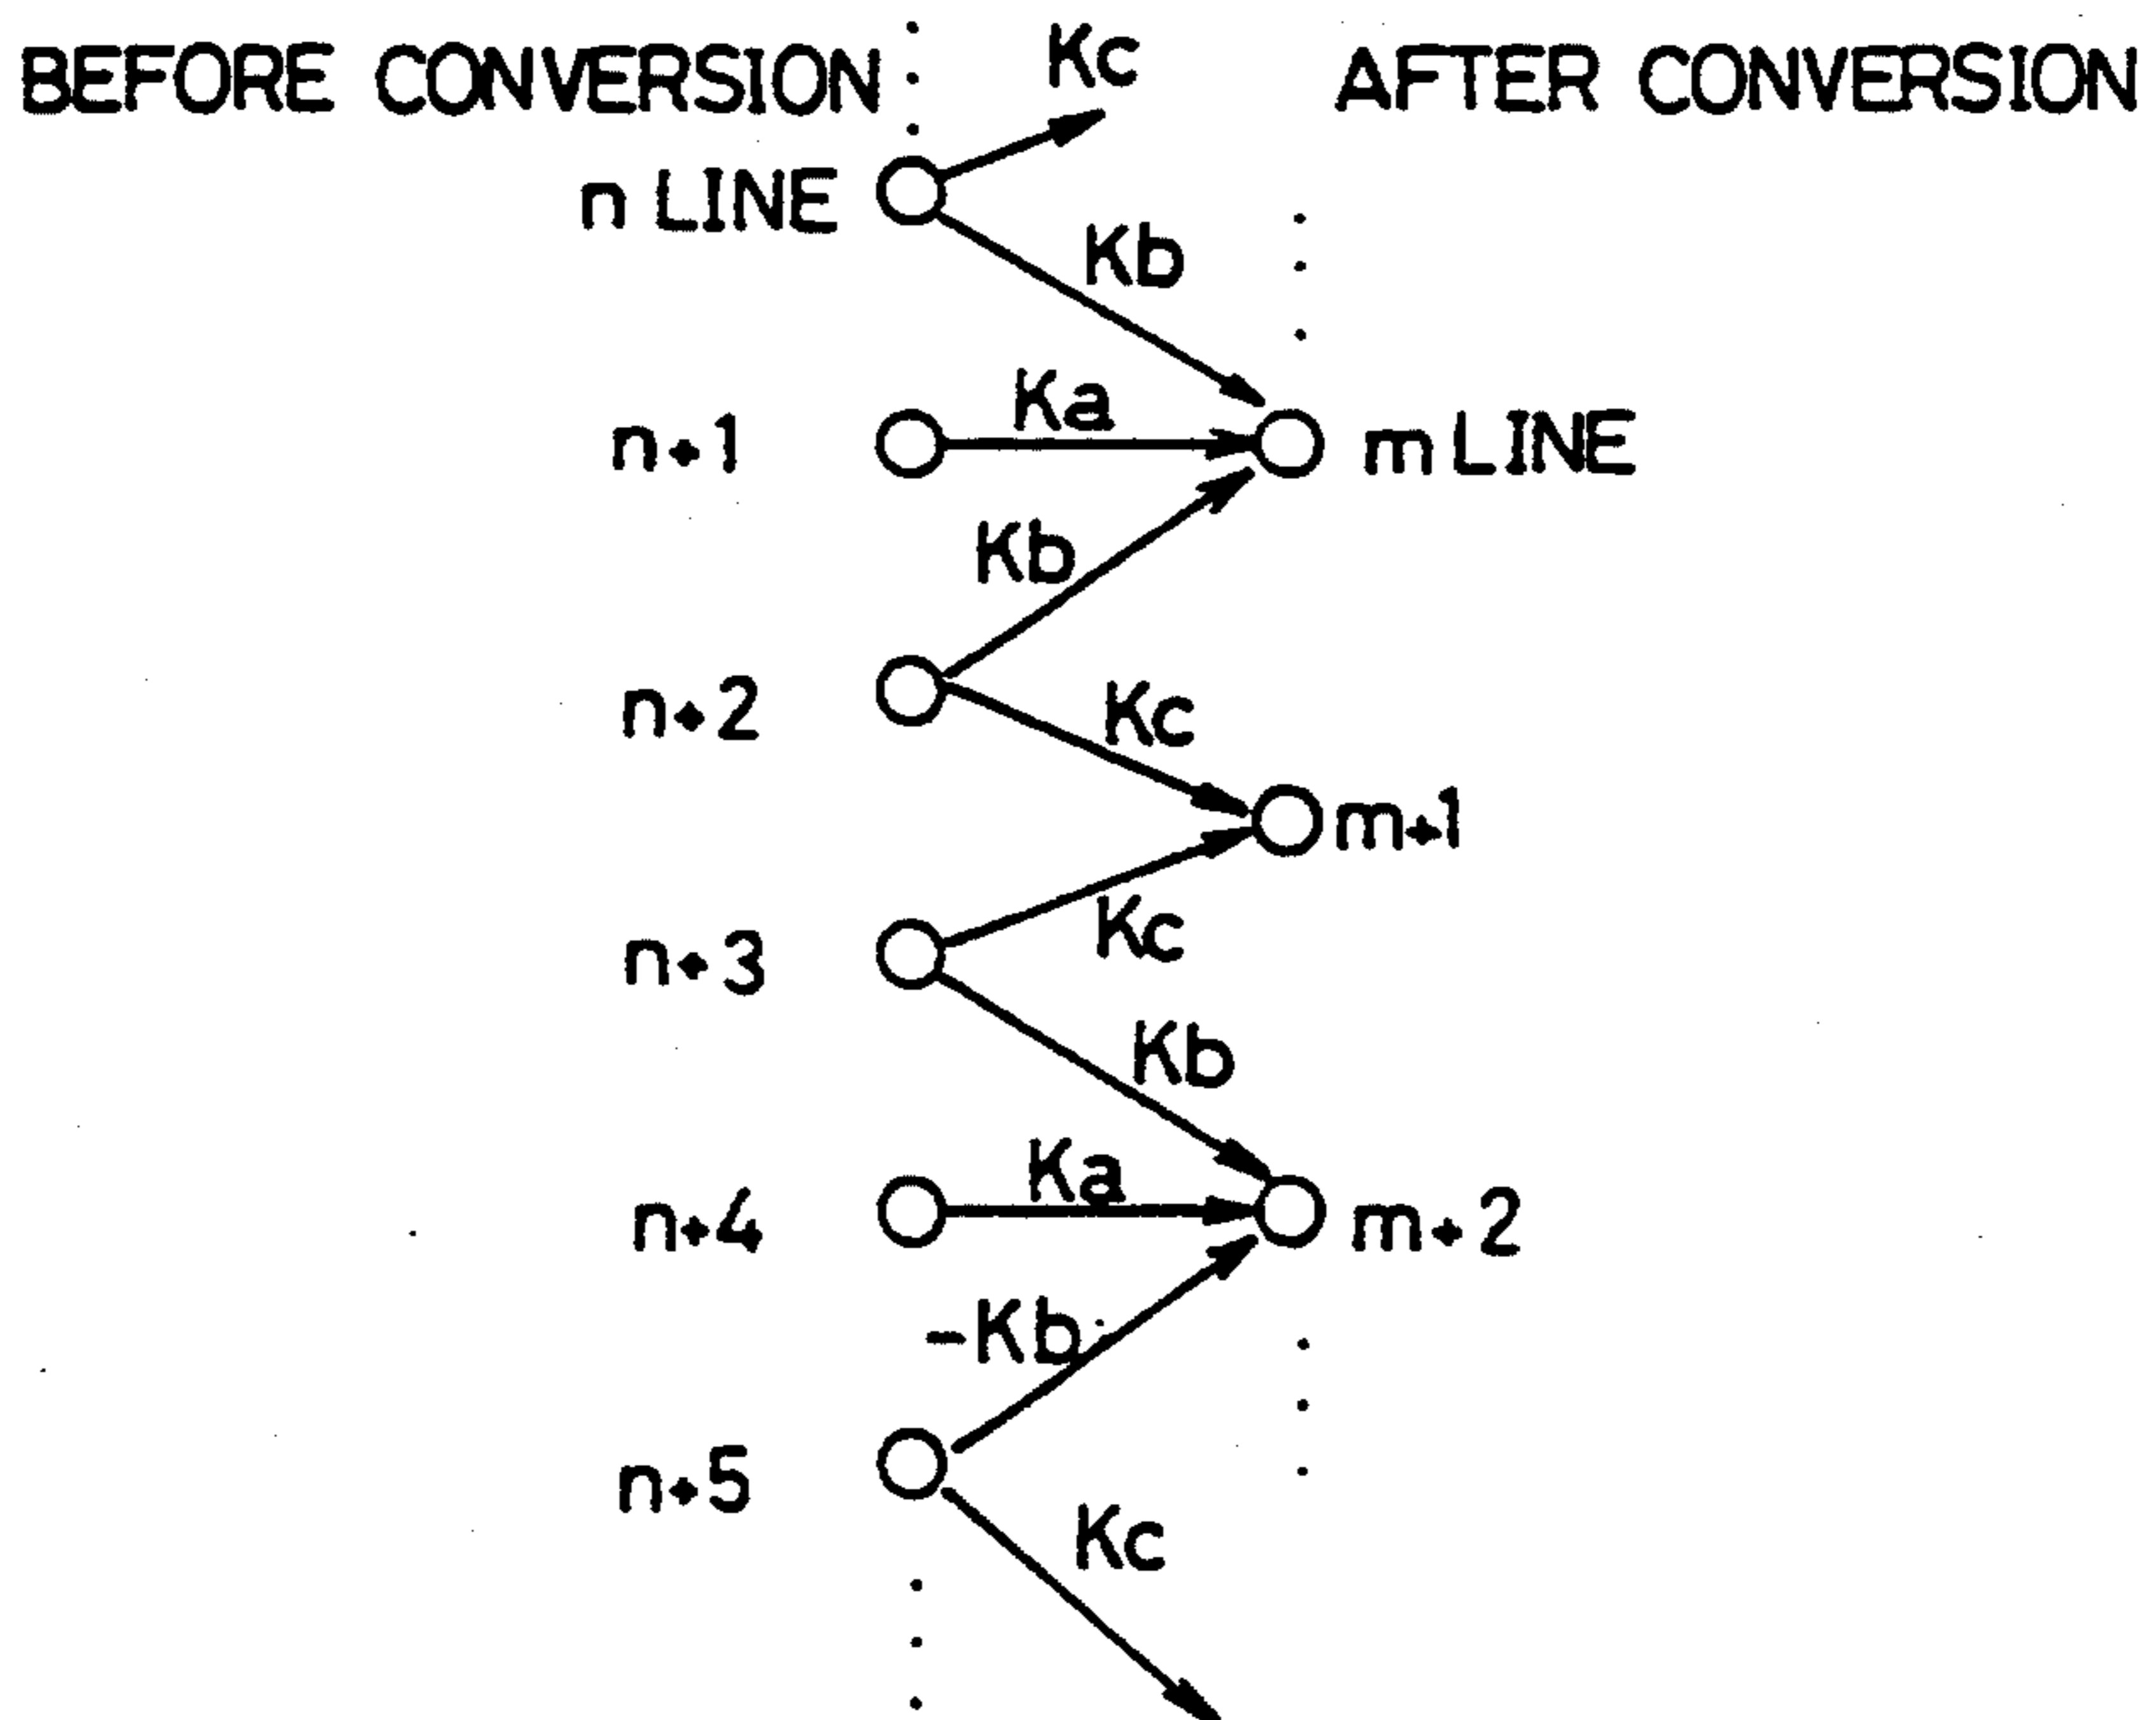 BEFORE CONVERSION
Kc
AFTER CONVERSION
n LINE
Kb
Ka
n+1
m LINE
Kb
n+2
Kc
m+1
Kc
n+3
Kb
Ka
n+4
m+2
-Kb
n+5
Kc